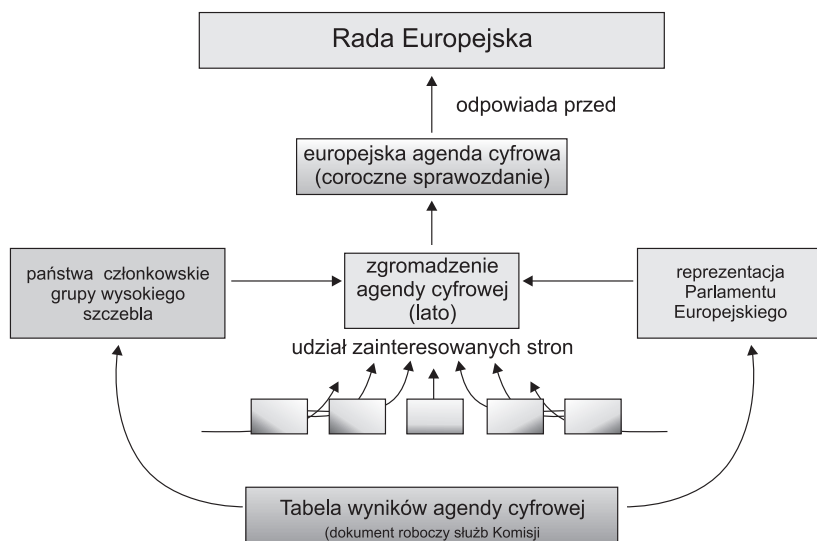 Rada Europejska
odpowiada przed
europejska agenda cyfrowa
(coroczne sprawozdanie)
państwa członkowskie
grupy wysokiego
szczebla
zgromadzenie
agendy cyfrowej
(lato)
reprezentacja
Parlamentu
Europejskiego
udział zainteresowanych stron
Tabela wyników agendy cyfrowej
(dokument roboczy służb Komisji